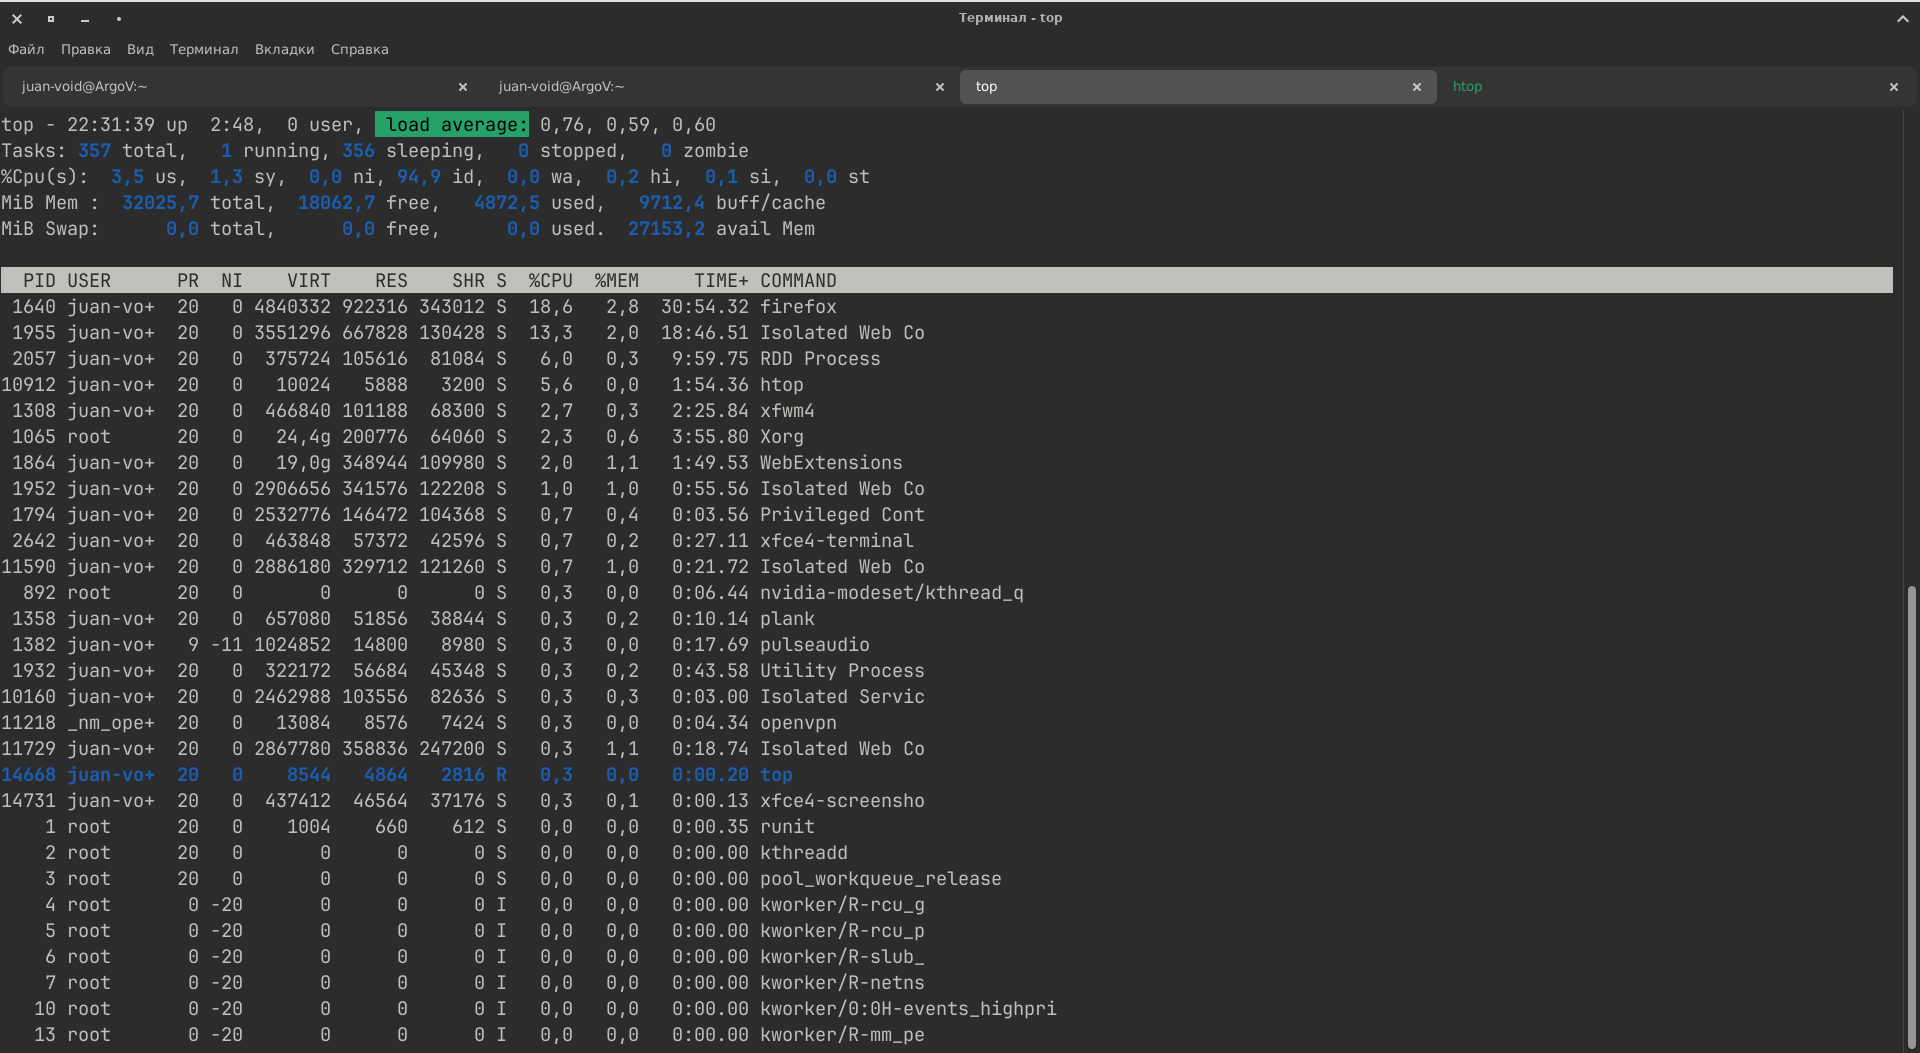 Терминал - top
Файл Правка Вид Терминал Вкладки Справка
juan-void@ArgoV:~ juan-void@ArgoV:~ top htop
top - 22:31:39 up  2:48,  0 user,  load average: 0,76, 0,59, 0,60
Tasks: 357 total,   1 running, 356 sleeping,   0 stopped,   0 zombie
%Cpu(s):  3,5 us,  1,3 sy,  0,0 ni, 94,9 id,  0,0 wa,  0,2 hi,  0,1 si,  0,0 st
MiB Mem :  32025,7 total,  18062,7 free,   4872,5 used,   9712,4 buff/cache
MiB Swap:      0,0 total,      0,0 free,      0,0 used.  27153,2 avail Mem
PID USER      PR  NI    VIRT    RES    SHR S  %CPU  %MEM     TIME+ COMMAND
1640 juan-vo+  20   0 4840332 922316 343012 S  18,6   2,8  30:54.32 firefox
1955 juan-vo+  20   0 3551296 667828 130428 S  13,3   2,0  18:46.51 Isolated Web Co
2057 juan-vo+  20   0  375724 105616  81084 S   6,0   0,3   9:59.75 RDD Process
10912 juan-vo+  20   0   10024   5888   3200 S   5,6   0,0   1:54.36 htop
1308 juan-vo+  20   0  466840 101188  68300 S   2,7   0,3   2:25.84 xfwm4
1065 root      20   0   24,4g 200776  64060 S   2,3   0,6   3:55.80 Xorg
1864 juan-vo+  20   0   19,0g 348944 109980 S   2,0   1,1   1:49.53 WebExtensions
1952 juan-vo+  20   0 2906656 341576 122208 S   1,0   1,0   0:55.56 Isolated Web Co
1794 juan-vo+  20   0 2532776 146472 104368 S   0,7   0,4   0:03.56 Privileged Cont
2642 juan-vo+  20   0  463848  57372  42596 S   0,7   0,2   0:27.11 xfce4-terminal
11590 juan-vo+  20   0 2886180 329712 121260 S   0,7   1,0   0:21.72 Isolated Web Co
892 root      20   0       0      0      0 S   0,3   0,0   0:06.44 nvidia-modeset/kthread_q
1358 juan-vo+  20   0  657080  51856  38844 S   0,3   0,2   0:10.14 plank
1382 juan-vo+   9 -11 1024852  14800   8980 S   0,3   0,0   0:17.69 pulseaudio
1932 juan-vo+  20   0  322172  56684  45348 S   0,3   0,2   0:43.58 Utility Process
10160 juan-vo+  20   0 2462988 103556  82636 S   0,3   0,3   0:03.00 Isolated Servic
11218 _nm_ope+  20   0   13084   8576   7424 S   0,3   0,0   0:04.34 openvpn
11729 juan-vo+  20   0 2867780 358836 247200 S   0,3   1,1   0:18.74 Isolated Web Co
14668 juan-vo+  20   0    8544   4864   2816 R   0,3   0,0   0:00.20 top
14731 juan-vo+  20   0  437412  46564  37176 S   0,3   0,1   0:00.13 xfce4-screensho
1 root      20   0    1004    660    612 S   0,0   0,0   0:00.35 runit
2 root      20   0       0      0      0 S   0,0   0,0   0:00.00 kthreadd
3 root      20   0       0      0      0 S   0,0   0,0   0:00.00 pool_workqueue_release
4 root       0 -20       0      0      0 I   0,0   0,0   0:00.00 kworker/R-rcu_g
5 root       0 -20       0      0      0 I   0,0   0,0   0:00.00 kworker/R-rcu_p
6 root       0 -20       0      0      0 I   0,0   0,0   0:00.00 kworker/R-slub_
7 root       0 -20       0      0      0 I   0,0   0,0   0:00.00 kworker/R-netns
10 root       0 -20       0      0      0 I   0,0   0,0   0:00.00 kworker/0:0H-events_highpri
13 root       0 -20       0      0      0 I   0,0   0,0   0:00.00 kworker/R-mm_pe